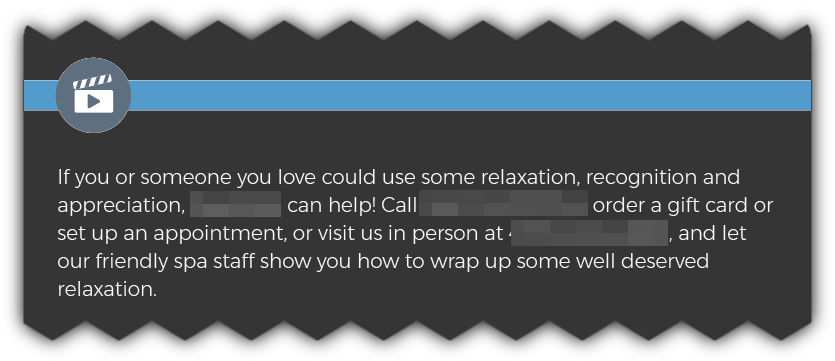 If you or someone you love could use some relaxation, recognition and
appreciation, can help! Call order a gift card or
set up an appointment, or visit us in person at , and let
our friendly spa staff show you how to wrap up some well deserved
relaxation.